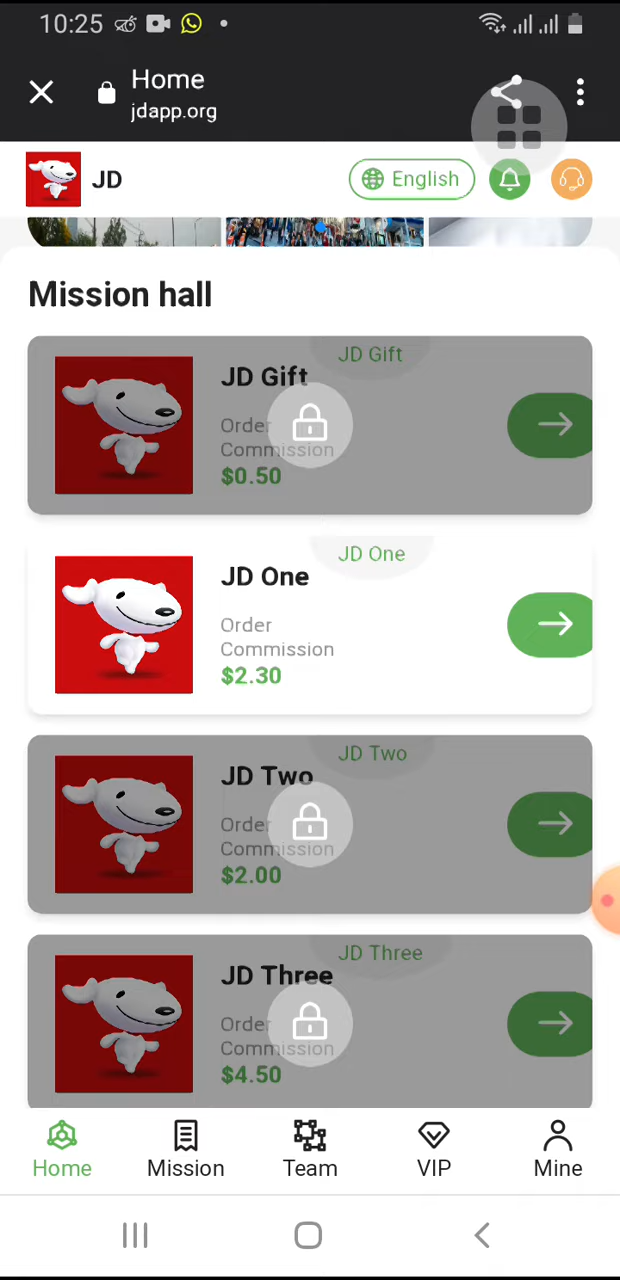 10:25
Home
jdapp.org
JD
English
Mission hall
JD Gift
JD Gift
Order
Commission
$0.50
JD One
JD One
Order
Commission
$2.30
JD Two
JD Two
Order
Commission
$2.00
JD Three
JD Three
Order
Commission
$4.50
Home
Mission
Team
VIP
Mine